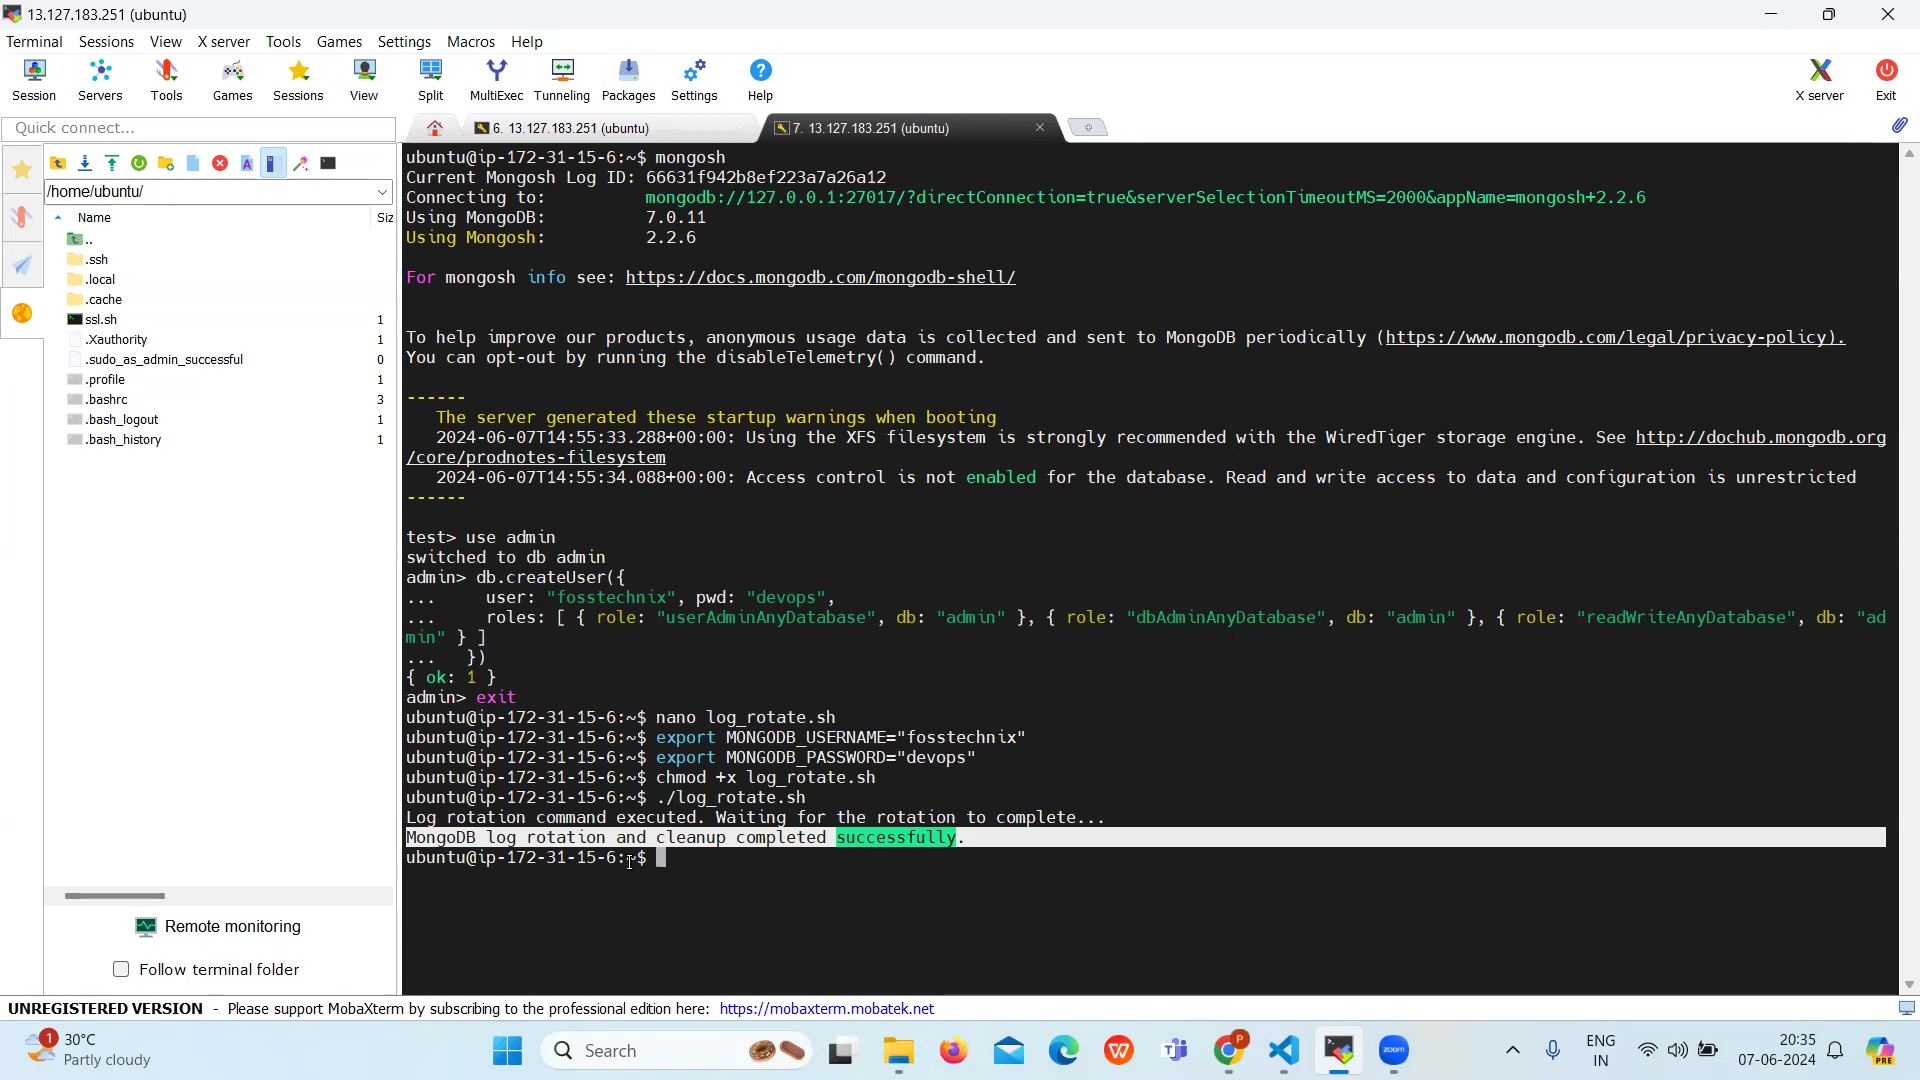 13.127.183.251 (ubuntu)
Terminal Sessions View X server Tools Games Settings Macros Help
Session Servers Tools Games Sessions View Split MultiExec Tunneling Packages Settings Help X server Exit
Quick connect...
6. 13.127.183.251 (ubuntu)
7. 13.127.183.251 (ubuntu)
/home/ubuntu/
Name Siz
..
.ssh
.local
.cache
ssl.sh 1
.Xauthority 1
.sudo_as_admin_successful 0
.profile 1
.bashrc 3
.bash_logout 1
.bash_history 1
Remote monitoring
Follow terminal folder
ubuntu@ip-172-31-15-6:~$ mongosh
Current Mongosh Log ID: 66631f942b8ef223a7a26a12
Connecting to: mongodb://127.0.0.1:27017/?directConnection=true&serverSelectionTimeoutMS=2000&appName=mongosh+2.2.6
Using MongoDB: 7.0.11
Using Mongosh: 2.2.6
For mongosh info see: https://docs.mongodb.com/mongodb-shell/
To help improve our products, anonymous usage data is collected and sent to MongoDB periodically (https://www.mongodb.com/legal/privacy-policy).
You can opt-out by running the disableTelemetry() command.
------
The server generated these startup warnings when booting
2024-06-07T14:55:33.288+00:00: Using the XFS filesystem is strongly recommended with the WiredTiger storage engine. See http://dochub.mongodb.org
/core/prodnotes-filesystem
2024-06-07T14:55:34.088+00:00: Access control is not enabled for the database. Read and write access to data and configuration is unrestricted
------
test> use admin
switched to db admin
admin> db.createUser({
... user: "fosstechnix", pwd: "devops",
... roles: [ { role: "userAdminAnyDatabase", db: "admin" }, { role: "dbAdminAnyDatabase", db: "admin" }, { role: "readWriteAnyDatabase", db: "ad
min" } ]
... })
{ ok: 1 }
admin> exit
ubuntu@ip-172-31-15-6:~$ nano log_rotate.sh
ubuntu@ip-172-31-15-6:~$ export MONGODB_USERNAME="fosstechnix"
ubuntu@ip-172-31-15-6:~$ export MONGODB_PASSWORD="devops"
ubuntu@ip-172-31-15-6:~$ chmod +x log_rotate.sh
ubuntu@ip-172-31-15-6:~$ ./log_rotate.sh
Log rotation command executed. Waiting for the rotation to complete...
MongoDB log rotation and cleanup completed successfully.
ubuntu@ip-172-31-15-6:~$
UNREGISTERED VERSION - Please support MobaXterm by subscribing to the professional edition here: https://mobaxterm.mobatek.net
1 30°C
Partly cloudy
Search
zoom
ENG
IN
20:35
07-06-2024
PRE